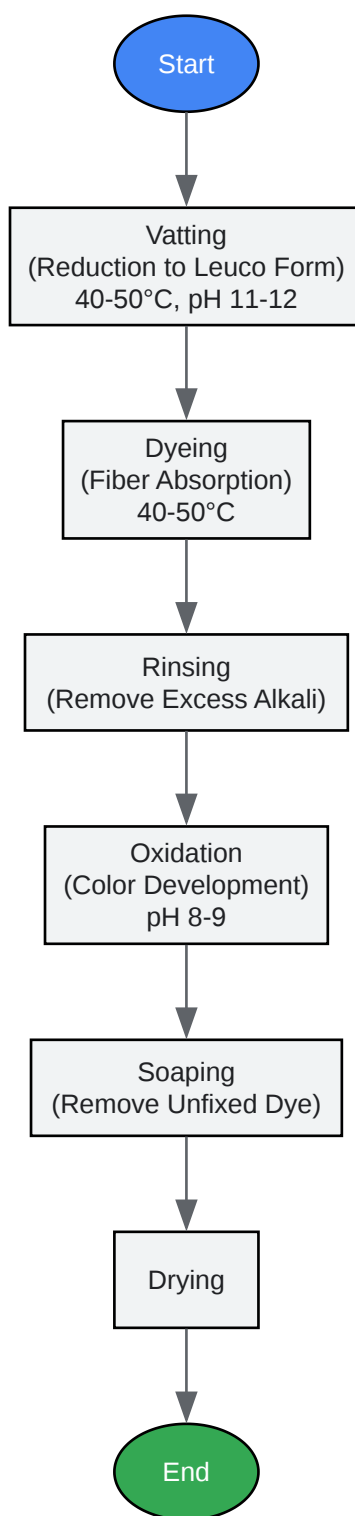 Start
Vatting
(Reduction to Leuco Form)
40-50°C, pH 11-12
Dyeing
(Fiber Absorption)
40-50°C
Rinsing
(Remove Excess Alkali)
Oxidation
(Color Development)
pH 8-9
Soaping
(Remove Unfixed Dye)
Drying
End